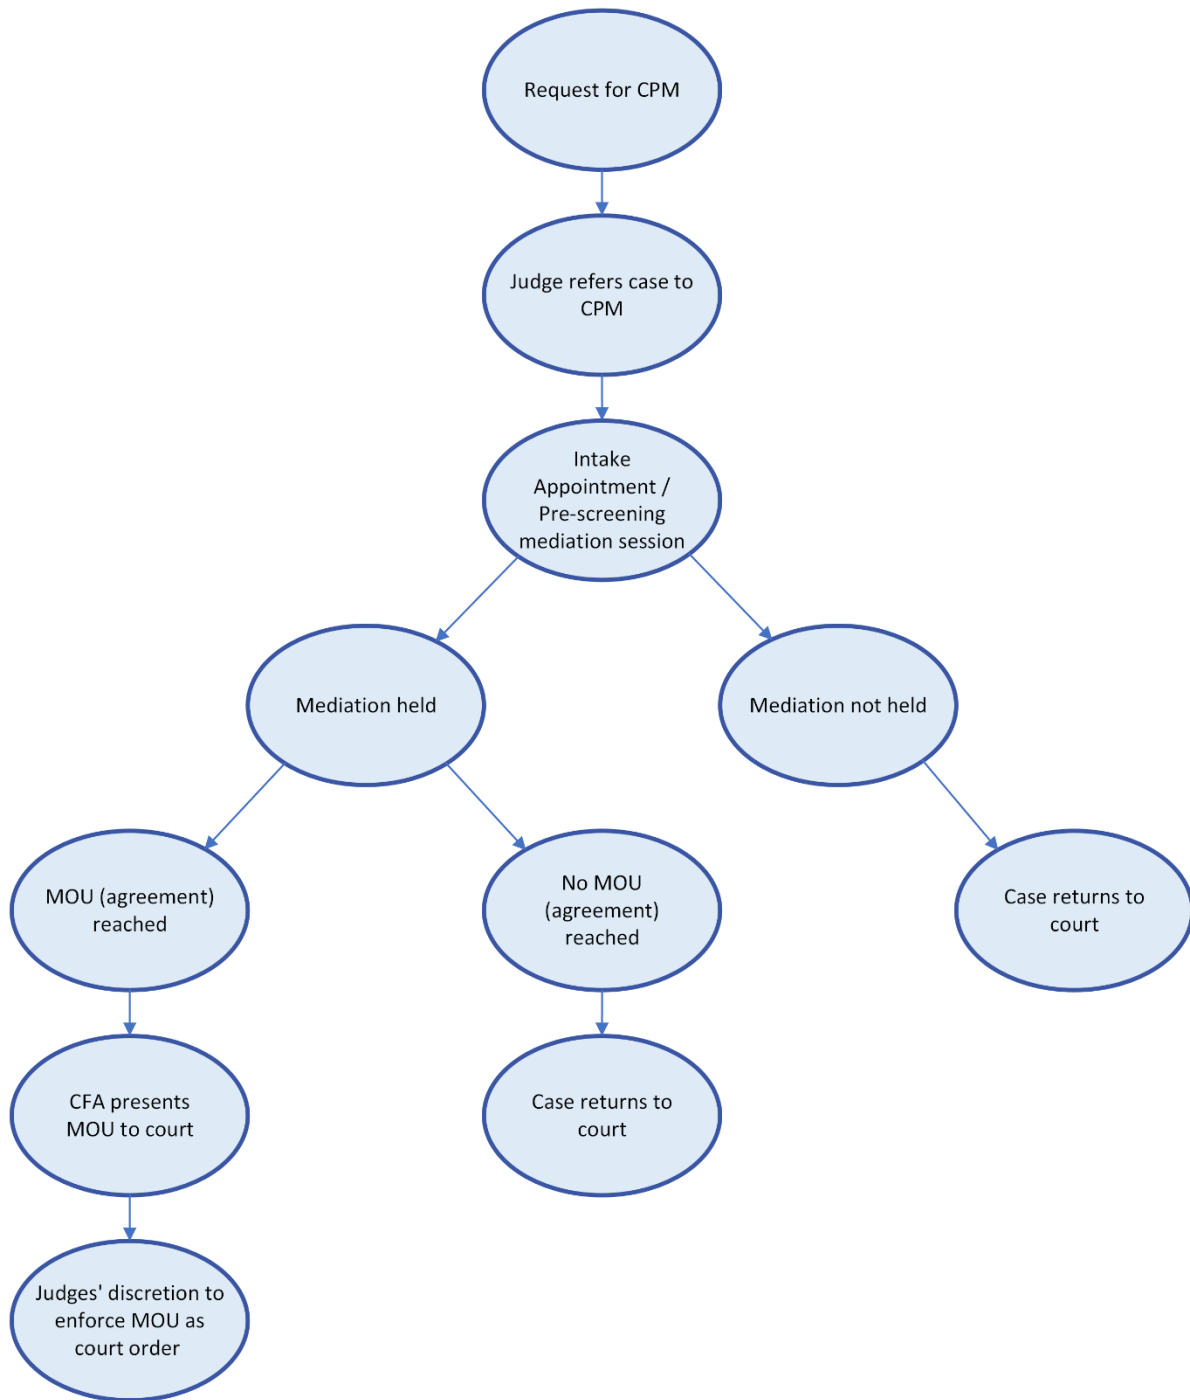 Request for CPM
Judge refers case to
CPM
Intake
Appointment /
Pre-screening
mediation session
Mediation held
Mediation not held
MOU (agreement)
reached
No MOU
(agreement)
reached
Case returns to
court
CFA presents
MOU to court
Case returns to
court
Judges' discretion to
enforce MOU as
court order